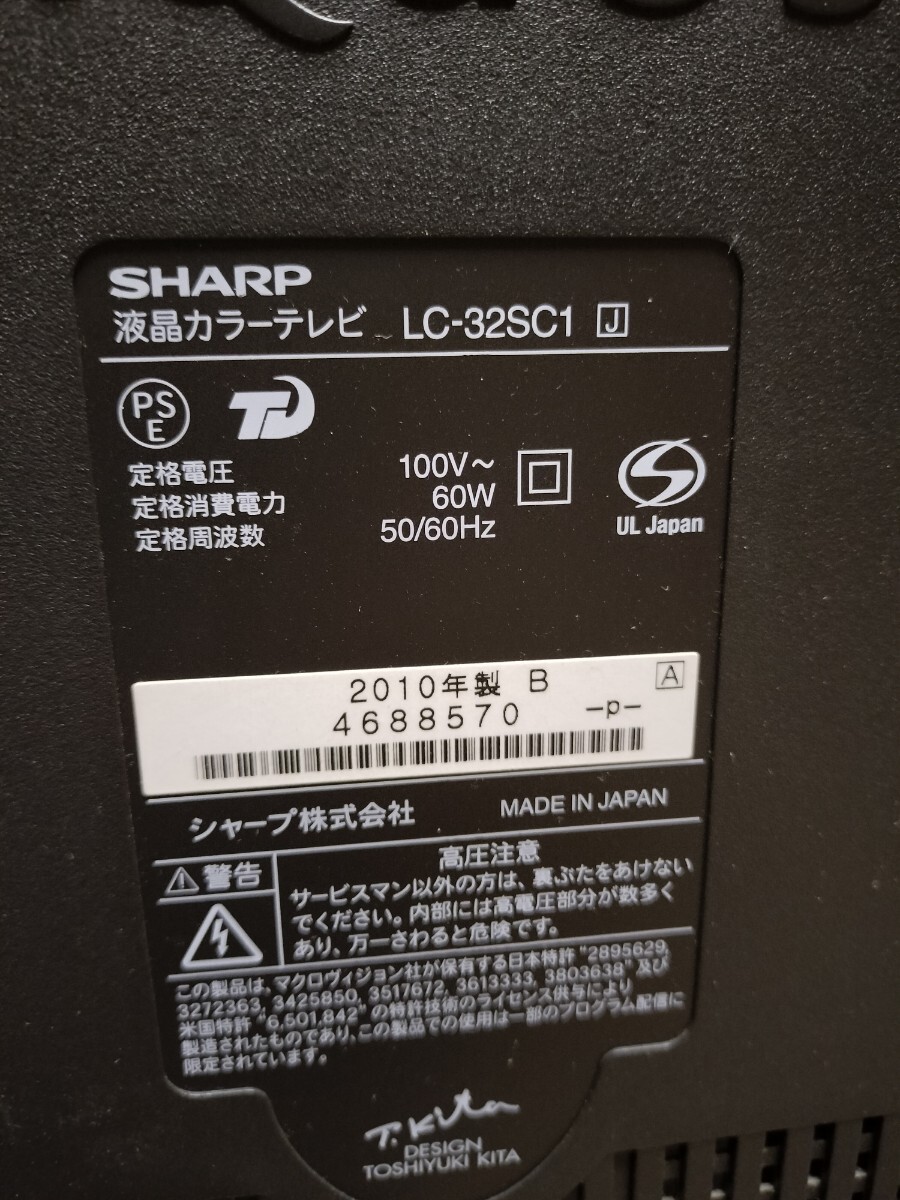 SHARP
液晶カラーテレビ LC-32SC1 J
PS
E
定格電圧 100V～
定格消費電力 60W
定格周波数 50/60Hz
UL Japan
2010年製 B A
4688570 -p-
シャープ株式会社 MADE IN JAPAN
警告
高圧注意
サービスマン以外の方は、裏ぶたをあけない
でください。内部には高電圧部分が数多く
あり、万一さわると危険です。
この製品は、マクロヴィジョン社が保有する日本特許 "2895629,
3272363, 3425850, 3517672, 3613333, 3803638" 及び
米国特許 "6,501,842" の特許技術のライセンス供与により
製造されたものであり、この製品での使用は一部のプログラム配信に
限定されています。
T. Kita
DESIGN
TOSHIYUKI KITA